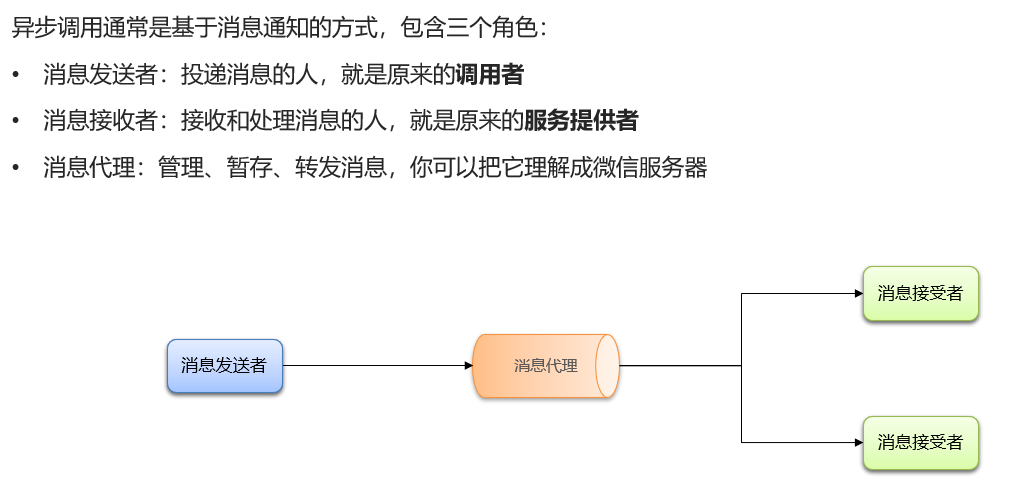 异步调用通常是基于消息通知的方式，包含三个角色：
• 消息发送者：投递消息的人，就是原来的调用者
• 消息接收者：接收和处理消息的人，就是原来的服务提供者
• 消息代理：管理、暂存、转发消息，你可以把它理解成微信服务器
消息接受者
消息发送者
消息代理
消息接受者